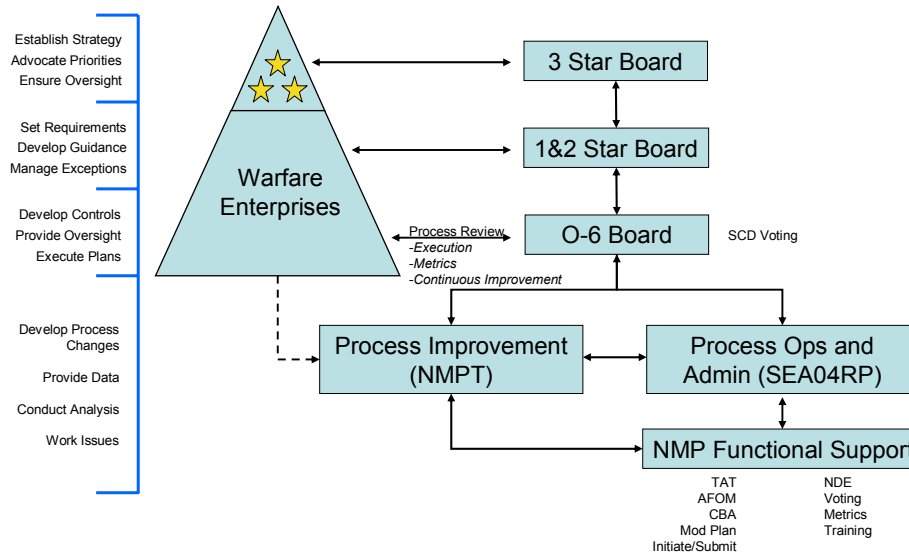 Establish Strategy
Advocate Priorities
Ensure Oversight
3 Star Board
Set Requirements
Develop Guidance
Manage Exceptions
1&2 Star Board
Warfare
Enterprises
Develop Controls
Provide Oversight
Execute Plans
Process Review
-Execution
-Metrics
-Continuous Improvement
O-6 Board
SCD Voting
Develop Process
Changes
Provide Data
Conduct Analysis
Work Issues
Process Improvement
(NMPT)
Process Ops and
Admin (SEA04RP)
NMP Functional Support
TAT
AFOM
CBA
Mod Plan
Initiate/Submit
NDE
Voting
Metrics
Training